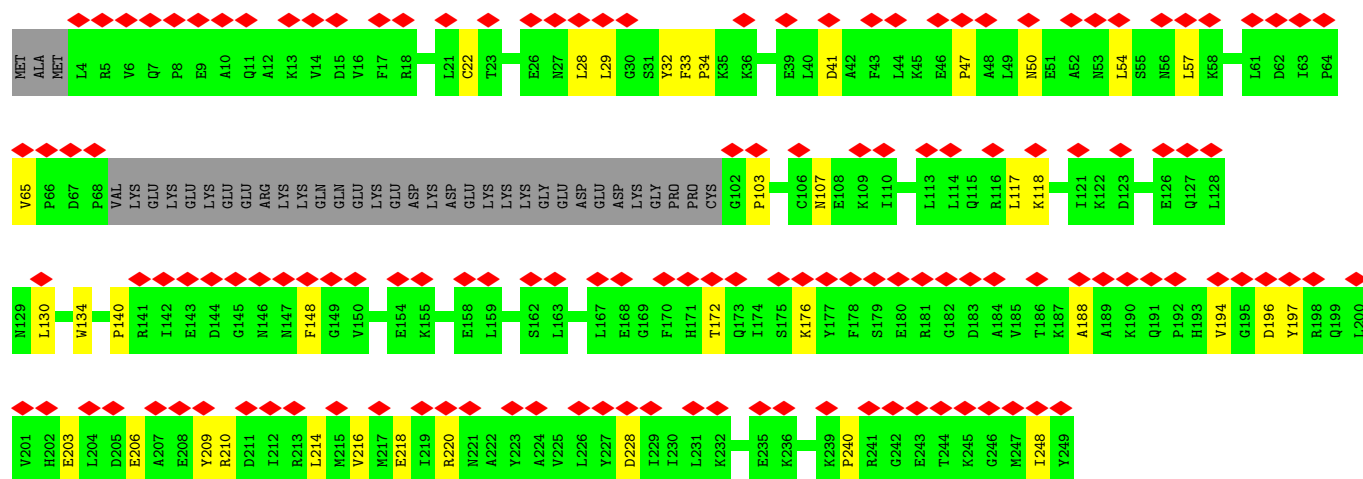 MET ALA MET L4 R5 V6 Q7 P8 E9 A10 Q11 A12 K13 V14 D15 V16 F17 R18 L21 C22 T23 E26 N27 L28 L29 G30 S31 Y32 F33 P34 K35 K36 E39 L40 D41 A42 F43 L44 K45 E46 P47 A48 L49 N50 E51 A52 N53 L54 S55 N56 L57 K58 L61 D62 I63 P64
V65 P66 D67 P68 VAL LYS GLU LYS GLU LYS GLU GLU ARG LYS LYS GLN GLN GLU LYS GLU ASP LYS ASP GLU LYS LYS LYS GLY GLU ASP GLU ASP LYS GLY PRO PRO CYS G102 P103 C106 N107 E108 K109 I110 L113 L114 Q115 R116 L117 K118 I121 K122 D123 E126 Q127 L128
N129 L130 W134 P140 R141 I142 E143 D144 G145 N146 N147 F148 G149 V150 E154 K155 E158 L159 S162 L163 L167 E168 G169 F170 H171 T172 Q173 I174 S175 K176 Y177 F178 S179 E180 R181 G182 D183 A184 V185 T186 K187 A188 A189 K190 Q191 P192 H193 V194 G195 D196 Y197 R198 Q199 L200
V201 H202 E203 L204 D205 E206 A207 E208 Y209 R210 D211 I212 R213 L214 M215 V216 M217 E218 I219 R220 N221 A222 Y223 A224 V225 L226 Y227 D228 I229 I230 L231 K232 E235 K236 K239 P240 R241 G242 E243 T244 K245 G246 M247 I248 Y249